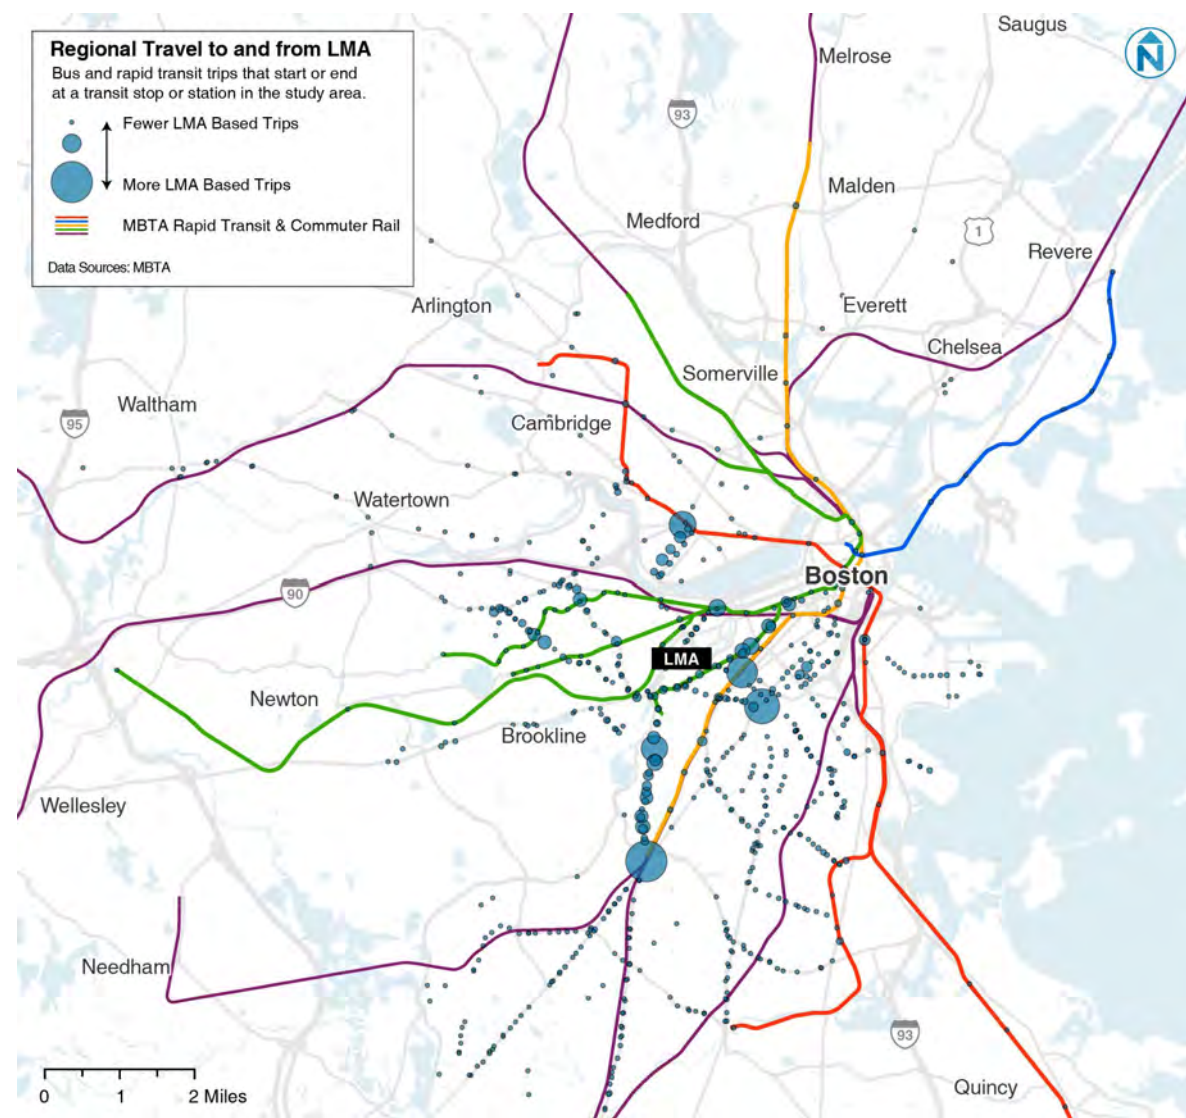 Regional Travel to and from LMA
Bus and rapid transit trips that start or end
at a transit stop or station in the study area.
Fewer LMA Based Trips
More LMA Based Trips
MBTA Rapid Transit & Commuter Rail
Data Sources: MBTA
Saugus
N
Melrose
93
Malden
Medford
1
Revere
Arlington
Everett
Chelsea
Somerville
Waltham
95
Cambridge
Watertown
Boston
90
LMA
Newton
Brookline
Wellesley
Needham
93
Quincy
0 1 2 Miles